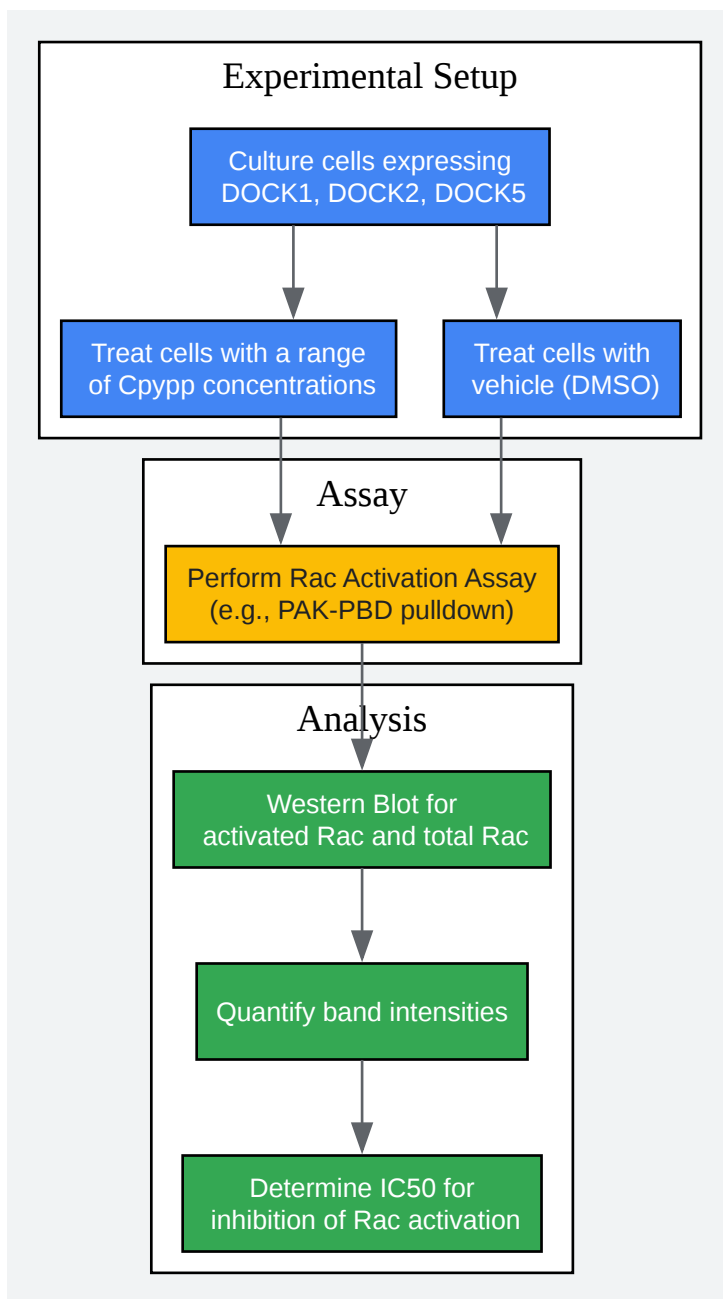 Experimental Setup
Culture cells expressing
DOCK1, DOCK2, DOCK5
Treat cells with a range
of Cpypp concentrations
Treat cells with
vehicle (DMSO)
Assay
Perform Rac Activation Assay
(e.g., PAK-PBD pulldown)
Analysis
Western Blot for
activated Rac and total Rac
Quantify band intensities
Determine IC50 for
inhibition of Rac activation